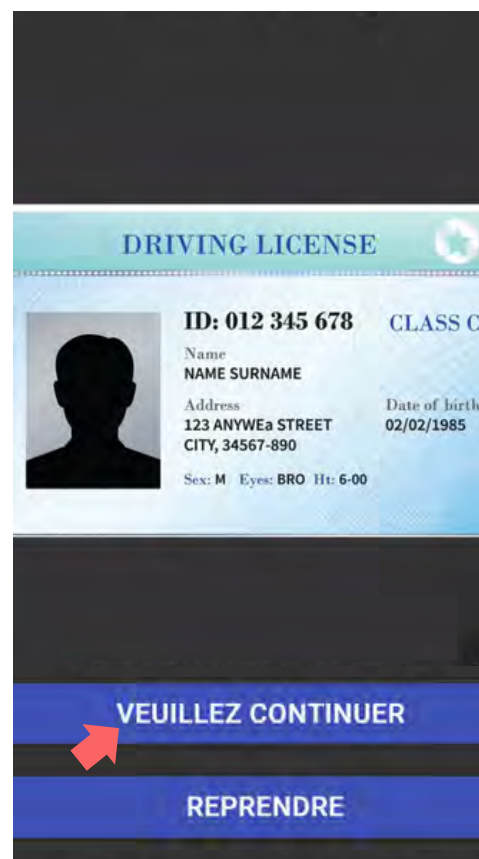 DRIVING LICENSE
ID: 012 345 678
CLASS C
Name
NAME SURNAME
Address
Date of birth
123 ANYWEa STREET
02/02/1985
CITY, 34567-890
Sex: M Eyes: BRO Ht: 6-00
VEUILLEZ CONTINUER
REPRENDRE